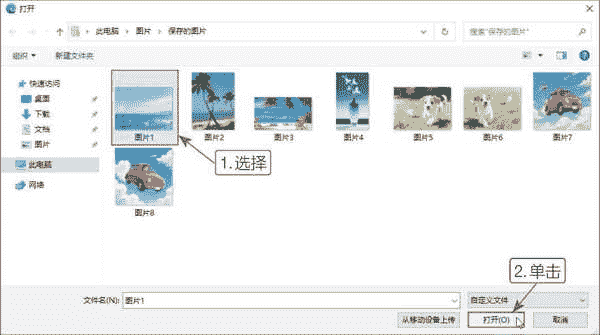 打开
此电脑 > 图片 > 保存的图片
搜索"保存的图片"
组织 新建文件夹
快速访问
桌面
下载
文档
图片
此电脑
网络
图片1 图片2 图片3 图片4 图片5 图片6 图片7
1.选择
图片8
2.单击
文件名(N): 图片1 自定义文件
从移动设备上传 打开(O) 取消